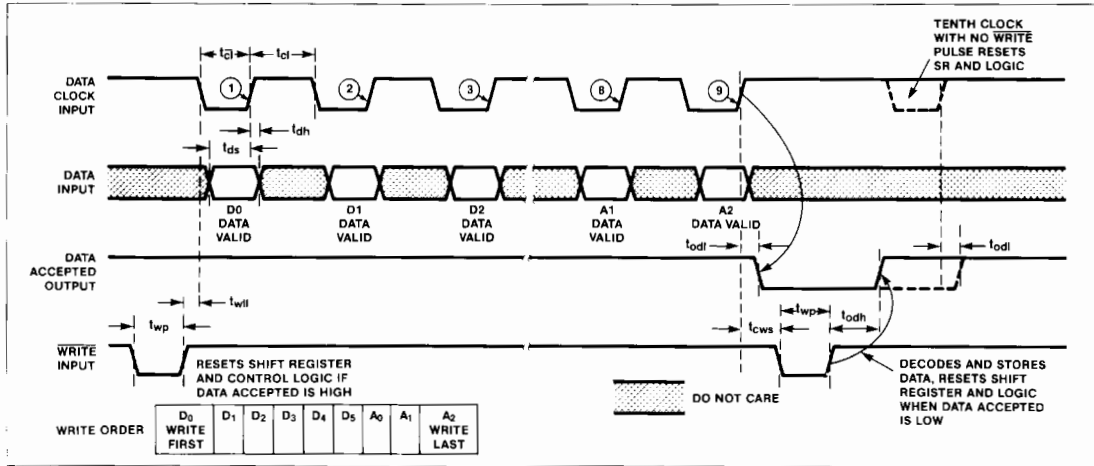 TENTH CLOCK
WITH NO WRITE
PULSE RESETS
SR AND LOGIC
tcl tcl
DATA
CLOCK
INPUT
1 2 3 8 9
tdh
tds
DATA
INPUT
D0
DATA
VALID
D1
DATA
VALID
D2
DATA
VALID
A1
DATA
VALID
A2
DATA VALID
todl todl
DATA
ACCEPTED
OUTPUT
twll
twp
twp
tcws
todh
WRITE
INPUT
RESETS SHIFT REGISTER
AND CONTROL LOGIC IF
DATA ACCEPTED IS HIGH
DECODES AND STORES
DATA, RESETS SHIFT
REGISTER AND LOGIC
WHEN DATA ACCEPTED
IS LOW
DO NOT CARE
WRITE ORDER
D0
WRITE
FIRST
D1 D2 D3 D4 D5 A0 A1
A2
WRITE
LAST